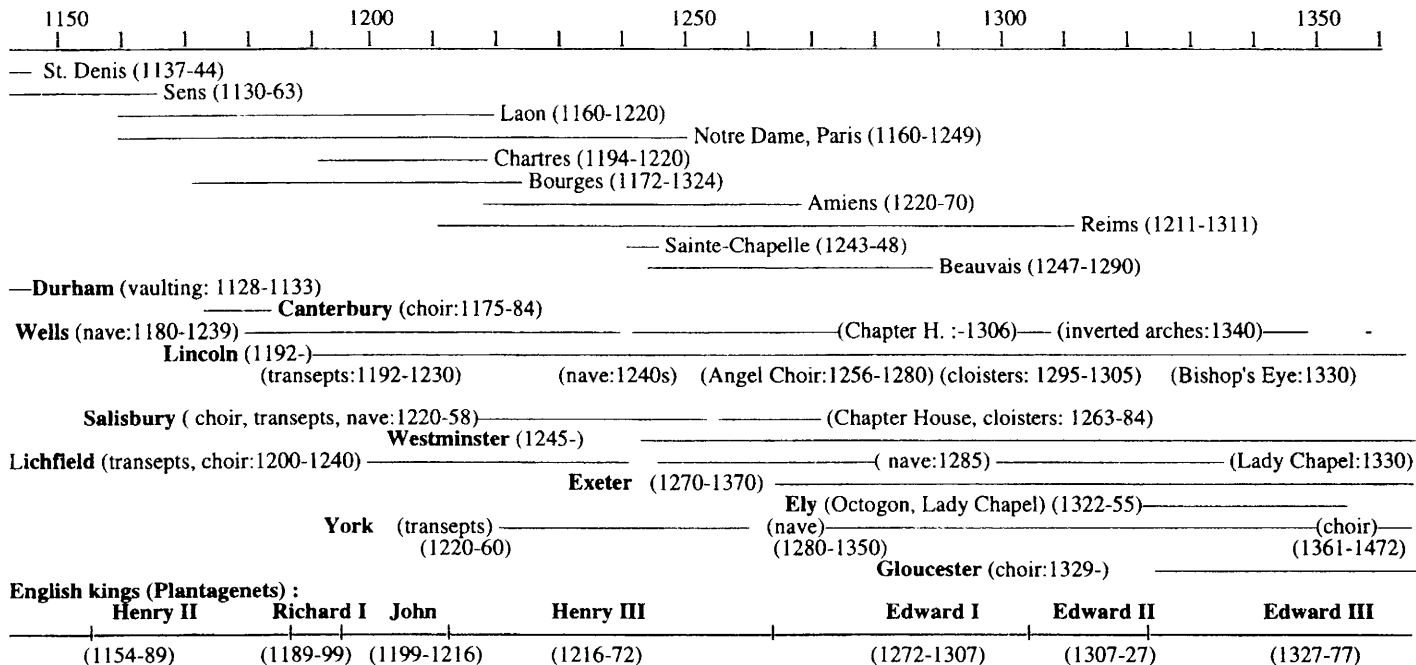 1150 1200 1250 1300 1350
St. Denis (1137-44)
Sens (1130-63)
Laon (1160-1220)
Notre Dame, Paris (1160-1249)
Chartres (1194-1220)
Bourges (1172-1324)
Amiens (1220-70)
Reims (1211-1311)
Sainte-Chapelle (1243-48)
Beauvais (1247-1290)
Durham (vaulting: 1128-1133)
Canterbury (choir:1175-84)
Wells (nave:1180-1239) (Chapter H. :-1306) (inverted arches:1340)
Lincoln (1192-)
(transepts:1192-1230) (nave:1240s) (Angel Choir:1256-1280) (cloisters: 1295-1305) (Bishop's Eye:1330)
Salisbury ( choir, transepts, nave:1220-58) (Chapter House, cloisters: 1263-84)
Westminster (1245-)
Lichfield (transepts, choir:1200-1240) ( nave:1285) (Lady Chapel:1330)
Exeter (1270-1370)
Ely (Octogon, Lady Chapel) (1322-55)
York (transepts) (nave) (choir)
(1220-60) (1280-1350) (1361-1472)
Gloucester (choir:1329-)
English kings (Plantagenets) :
Henry II Richard I John Henry III Edward I Edward II Edward III
(1154-89) (1189-99) (1199-1216) (1216-72) (1272-1307) (1307-27) (1327-77)